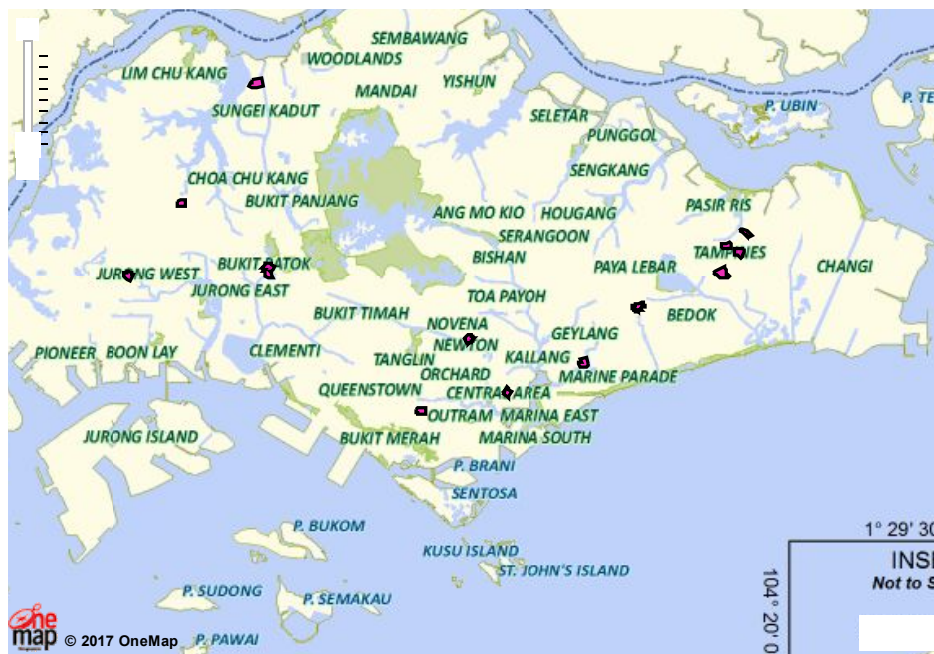 SEMBAWANG
WOODLANDS
LIM CHU KANG
YISHUN
MANDAI
P. UBIN
P. TE
SUNGEI KADUT
SELETAR
PUNGGOL
SENGKANG
CHOA CHU KANG
BUKIT PANJANG
PASIR RIS
ANG MO KIO
HOUGANG
SERANGOON
TAMPINES
BISHAN
BUKIT BATOK
PAYA LEBAR
CHANGI
JURONG WEST
JURONG EAST
TOA PAYOH
BUKIT TIMAH
BEDOK
NOVENA
GEYLANG
NEWTON
PIONEER
BOON LAY
CLEMENTI
TANGLIN
KALLANG
ORCHARD
MARINE PARADE
QUEENSTOWN
CENTRAL AREA
OUTRAM
MARINA EAST
JURONG ISLAND
BUKIT MERAH
MARINA SOUTH
P. BRANI
SENTOSA
P. BUKOM
1° 29' 30
KUSU ISLAND
INS
Not to S
ST. JOHN'S ISLAND
104° 20' 0
P. SUDONG
P. SEMAKAU
one
map
© 2017 OneMap
P. PAWAI